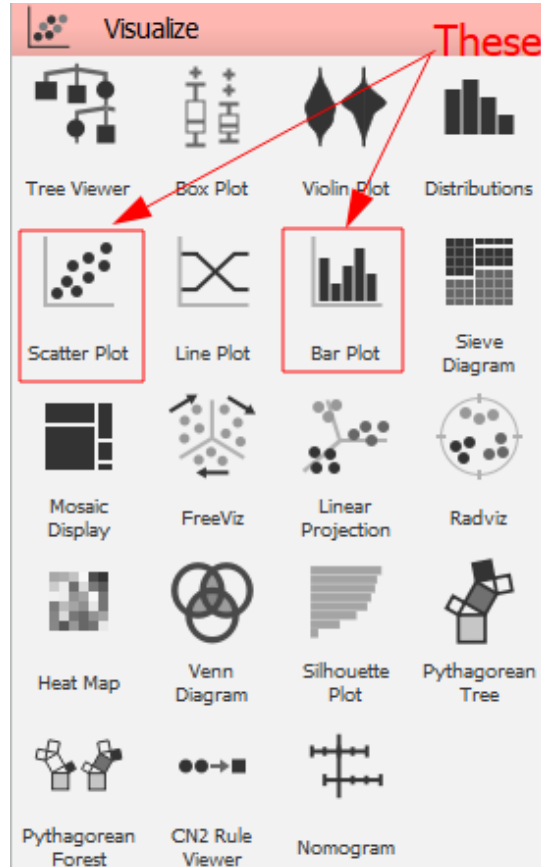 Visualize
These
Tree Viewer
Box Plot
Violin Plot
Distributions
Scatter Plot
Line Plot
Bar Plot
Sieve
Diagram
Mosaic
Display
FreeViz
Linear
Projection
Radviz
Heat Map
Venn
Diagram
Silhouette
Plot
Pythagorean
Tree
Pythagorean
Forest
CN2 Rule
Viewer
Nomogram